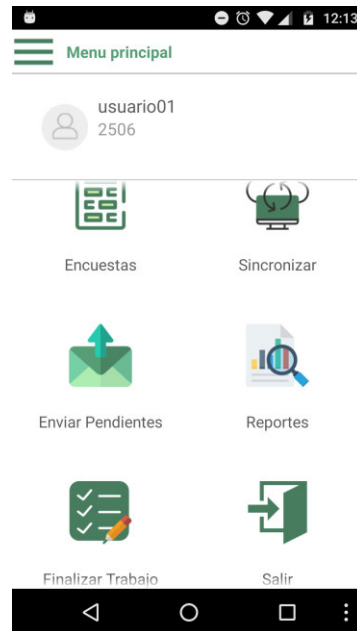 12:13
Menu principal
usuario01
2506
Encuestas
Sincronizar
Enviar Pendientes
Reportes
Finalizar Trabajo
Salir